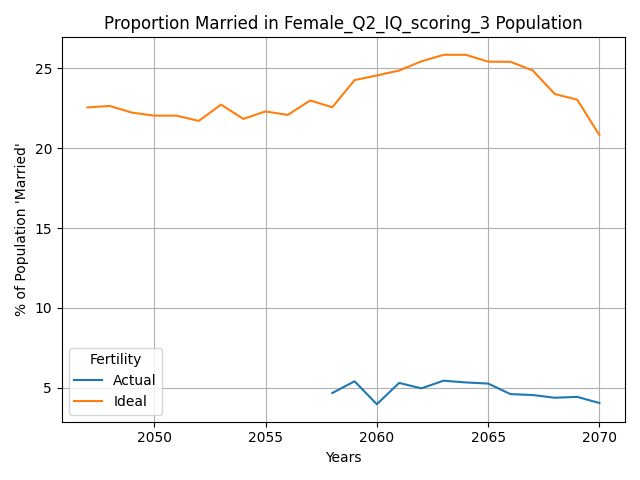 Proportion Married in Female_Q2_IQ_scoring_3 Population
% of Population 'Married'
25
20
15
10
5
Fertility
Actual
Ideal
2050 2055 2060 2065 2070
Years